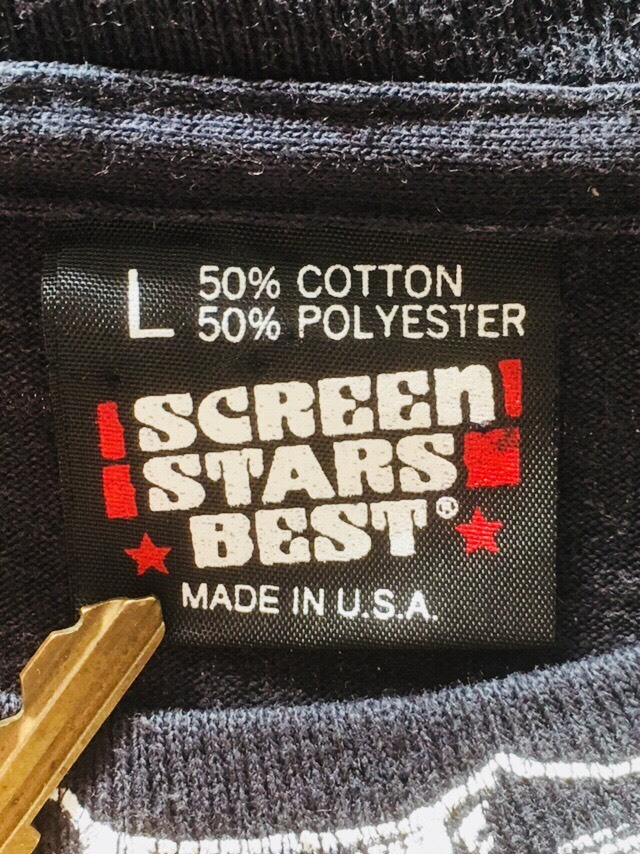 L 50% COTTON
50% POLYESTER
SCREEN
STARS
BEST®
MADE IN U.S.A.